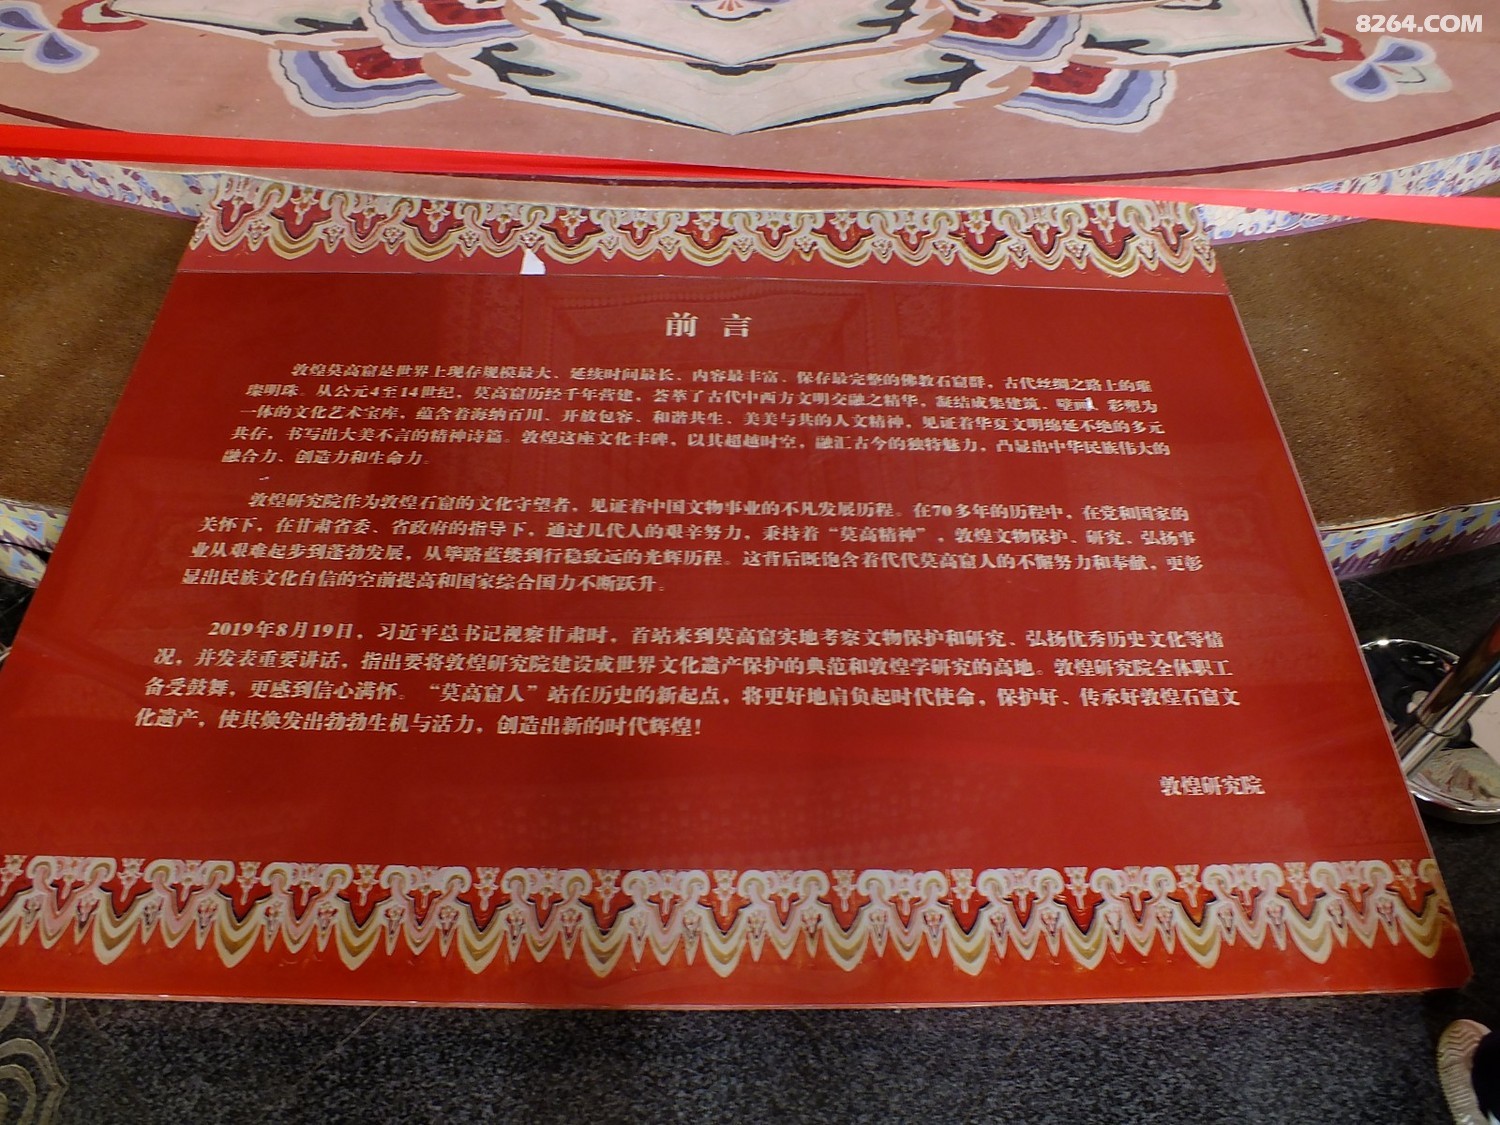 8264.COM
前 言
敦煌莫高窟是世界上现存规模最大、延续时间最长、内容最丰富、保存最完整的佛教石窟群，古代丝绸之路上的璀
璨明珠。从公元4至14世纪，莫高窟历经千年营建，荟萃了古代中西方文明交融之精华，凝结成集建筑、壁画、彩塑为
一体的文化艺术宝库，蕴含着海纳百川、开放包容、和谐共生、美美与共的人文精神，见证着华夏文明绵延不绝的多元
共存，书写出大美不言的精神诗篇。敦煌这座文化丰碑，以其超越时空，融汇古今的独特魅力，凸显出中华民族伟大的
融合力、创造力和生命力。
敦煌研究院作为敦煌石窟的文化守望者，见证着中国文物事业的不凡发展历程。在70多年的历程中，在党和国家的
关怀下，在甘肃省委、省政府的指导下，通过几代人的艰辛努力，秉持着“莫高精神”，敦煌文物保护、研究、弘扬事
业从艰难起步到蓬勃发展，从筚路蓝缕到行稳致远的光辉历程。这背后既饱含着代代莫高窟人的不懈努力和奉献，更彰
显出民族文化自信的空前提高和国家综合国力不断跃升。
2019年8月19日，习近平总书记视察甘肃时，首站来到莫高窟实地考察文物保护和研究、弘扬优秀历史文化等情
况，并发表重要讲话，指出要将敦煌研究院建设成世界文化遗产保护的典范和敦煌学研究的高地。敦煌研究院全体职工
备受鼓舞，更感到信心满怀。“莫高窟人”站在历史的新起点，将更好地肩负起时代使命，保护好、传承好敦煌石窟文
化遗产，使其焕发出勃勃生机与活力，创造出新的时代辉煌！
敦煌研究院